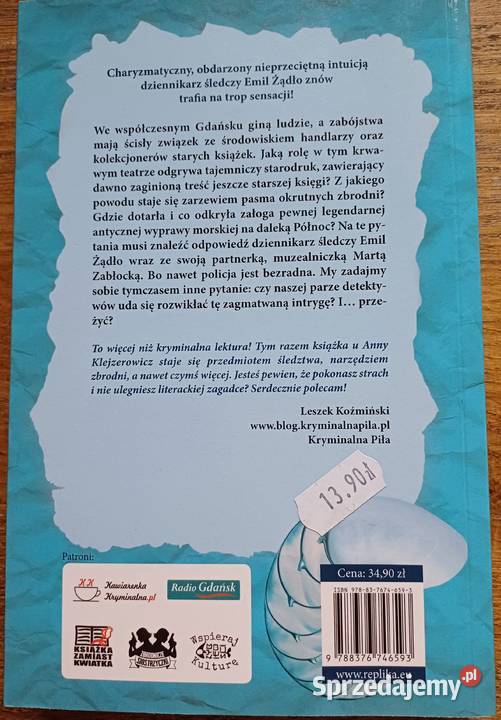 Charyzmatyczny, obdarzony nieprzeciętną intuicją
dziennikarz śledczy Emil Żądło znów
trafia na trop sensacji!
We współczesnym Gdańsku giną ludzie, a zabójstwa
mają ścisły związek ze środowiskiem handlarzy oraz
kolekcjonerów starych książek. Jaką rolę w tym krwa-
wym teatrze odgrywa tajemniczy starodruk, zawierający
dawno zaginioną treść jeszcze starszej księgi? Z jakiego
powodu staje się zarzewiem pasma okrutnych zbrodni?
Gdzie dotarła i co odkryła załoga pewnej legendarnej
antycznej wyprawy morskiej na daleką Północ? Na te py-
tania musi znaleźć odpowiedź dziennikarz śledczy Emil
Żądło wraz ze swoją partnerką, muzealniczką Martą
Zabłocką. Bo nawet policja jest bezradna. My zadajmy
sobie tymczasem inne pytanie: czy naszej parze detekty-
wów uda się rozwikłać tę zagmatwaną intrygę? I... prze-
żyć?
To więcej niż kryminalna lektura! Tym razem książka u Anny
Klejzerowicz staje się przedmiotem śledztwa, narzędziem
zbrodni, a nawet czymś więcej. Jesteś pewien, że pokonasz strach
i nie ulegniesz literackiej zagadce? Serdecznie polecam!
Leszek Koźmiński
www.blog.kryminalnapila.pl
Kryminalna Piła
13.90zł
Patroni:
KK
Kawiarenka
Kryminalna.pl
Radio Gdańsk
KSIĄŻKA
ZAMIAST
KWIATKA
ZBRODNICZE
SIOSTRZYCZKI
Wspieraj
Kulturę
Cena: 34,90 zł
ISBN 978-83-7674-659-3
9 788376 746593
www.replika.eu
Sprzedajemy.pl